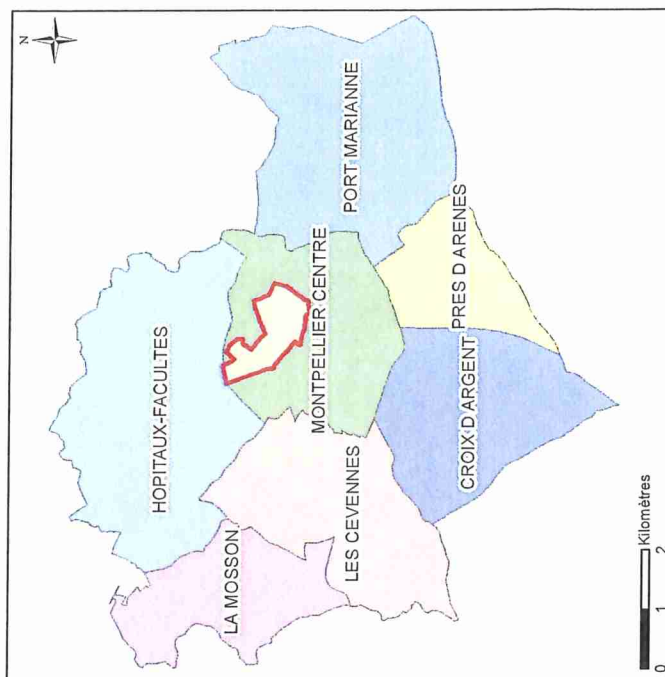 N
HOPITAUX-FACULTES
LA MOSSON
MONTPELLIER CENTRE
PORT MARIANNE
LES CEVENNES
CROIX D'ARGENT
PRES D'ARENES
0 1 2
Kilomètres